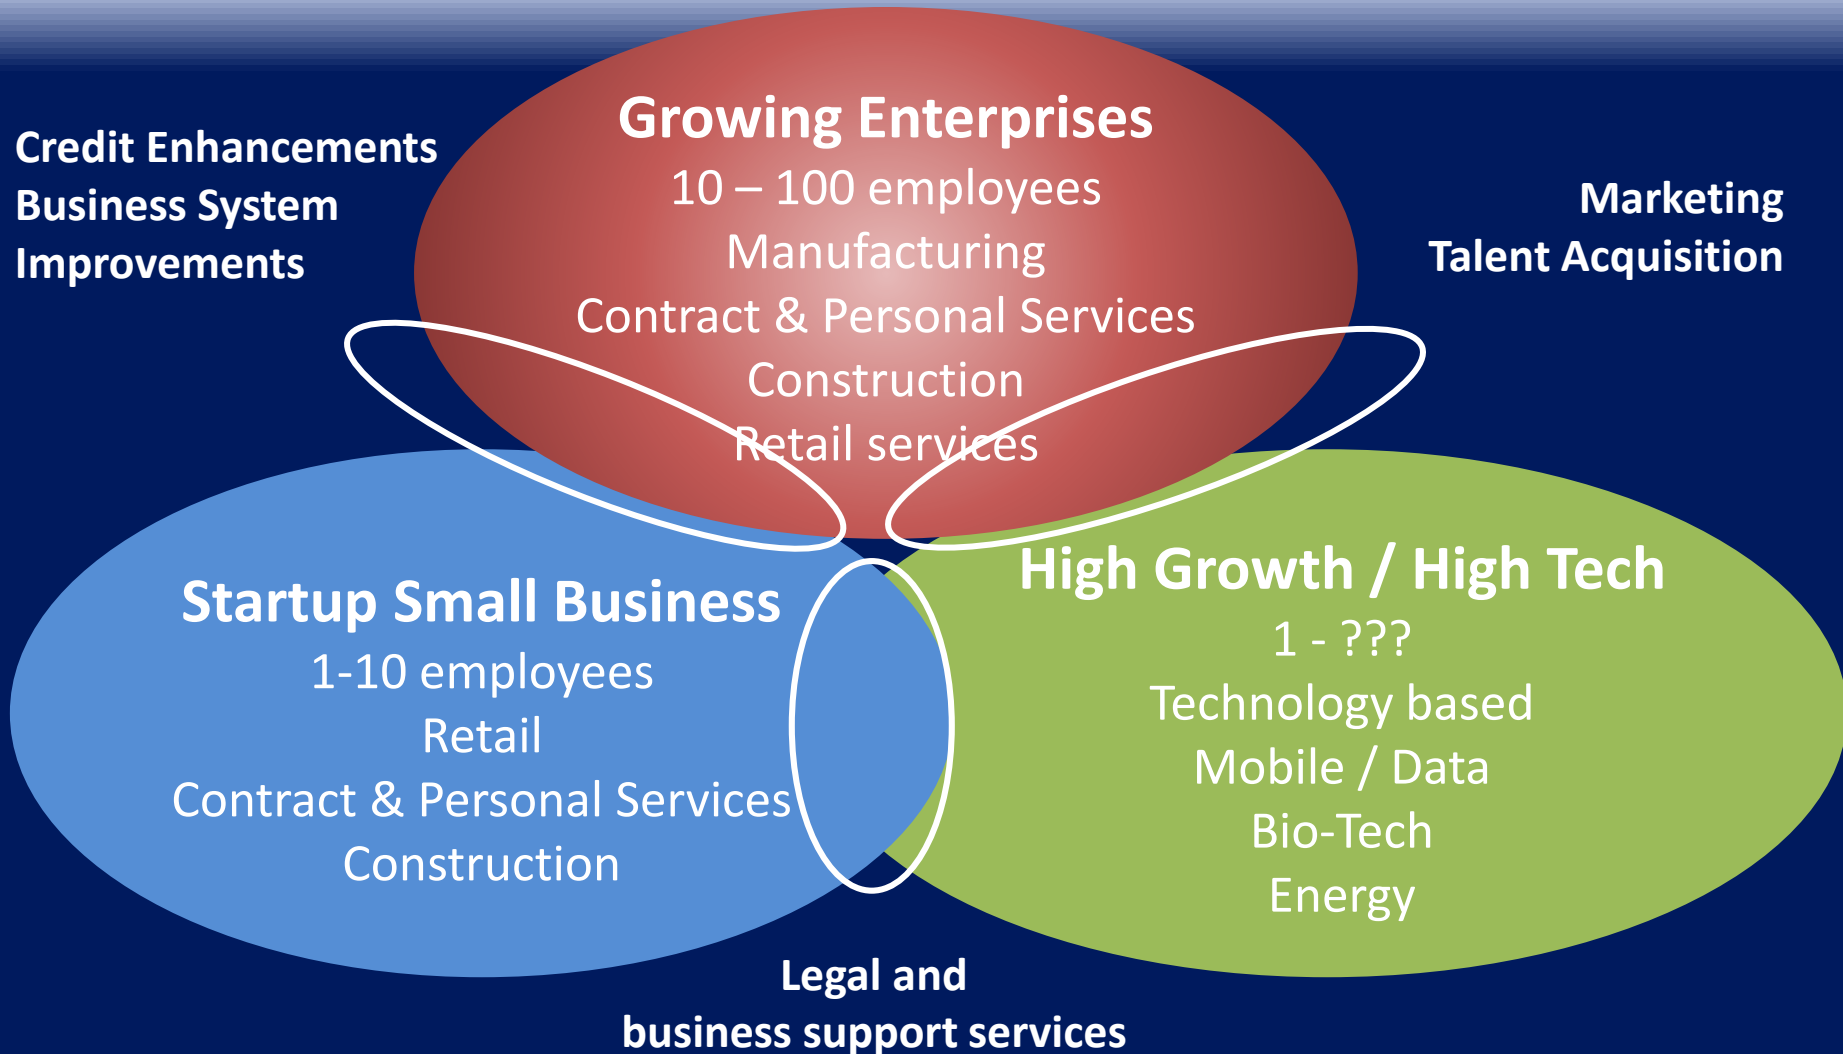 Growing Enterprises
10 – 100 employees
Manufacturing
Contract & Personal Services
Construction
Retail services
Credit Enhancements
Business System
Improvements
Marketing
Talent Acquisition
Startup Small Business
1-10 employees
Retail
Contract & Personal Services
Construction
High Growth / High Tech
1 - ???
Technology based
Mobile / Data
Bio-Tech
Energy
Legal and
business support services